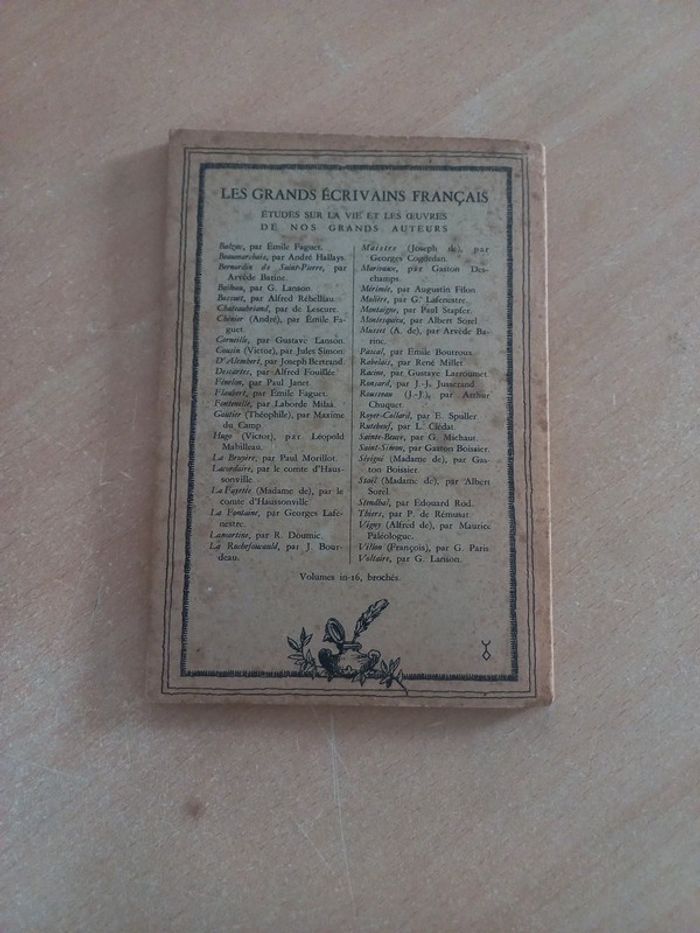 LES GRANDS ÉCRIVAINS FRANÇAIS
ÉTUDES SUR LA VIE ET LES ŒUVRES
DE NOS GRANDS AUTEURS
Balzac, par Émile Faguet.
Beaumarchais, par André Hallays.
Bernardin de Saint-Pierre, par
Arvède Barine.
Boileau, par G. Lanson.
Bossuet, par Alfred Rébelliau.
Chateaubriand, par de Lescure.
Chénier (André), par Émile Fa-
guet.
Corneille, par Gustave Lanson.
Cousin (Victor), par Jules Simon.
D'Alembert, par Joseph Bertrand.
Descartes, par Alfred Fouillée.
Fénelon, par Paul Janet.
Flaubert, par Émile Faguet.
Fontenelle, par Laborde Milaà.
Gautier (Théophile), par Maxime
du Camp.
Hugo (Victor), par Léopold
Mabilleau.
La Bruyère, par Paul Morillot.
Lacordaire, par le comte d'Haus-
sonville.
La Fayette (Madame de), par le
comte d'Haussonville.
La Fontaine, par Georges Lafe-
nestre.
Lamartine, par R. Doumic.
La Rochefoucauld, par J. Bour-
deau.
Maistre (Joseph de), par
Georges Cogordan.
Marivaux, par Gaston Des-
champs.
Mérimée, par Augustin Filon.
Molière, par G. Lafenestre.
Montaigne, par Paul Stapfer.
Montesquieu, par Albert Sorel.
Musset (A. de), par Arvède Ba-
rine.
Pascal, par Émile Boutroux.
Rabelais, par René Millet.
Racine, par Gustave Larroumet.
Ronsard, par J.-J. Jusserand.
Rousseau (J.-J.), par Arthur
Chuquet.
Royer-Collard, par E. Spuller.
Rutebeuf, par L. Clédat.
Sainte-Beuve, par G. Michaut.
Saint-Simon, par Gaston Boissier.
Sévigné (Madame de), par Gas-
ton Boissier.
Staël (Madame de), par Albert
Sorel.
Stendhal, par Édouard Rod.
Thiers, par P. de Rémusat.
Vigny (Alfred de), par Maurice
Paléologue.
Villon (François), par G. Paris.
Voltaire, par G. Lanson.
Volumes in-16, brochés.